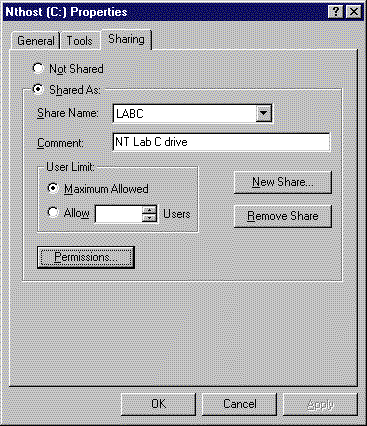 Nthost (C:) Properties
General Tools Sharing
Not Shared
Shared As:
Share Name: LABC
Comment: NT Lab C drive
User Limit:
Maximum Allowed
Allow Users
New Share...
Remove Share
Permissions...
OK Cancel Apply